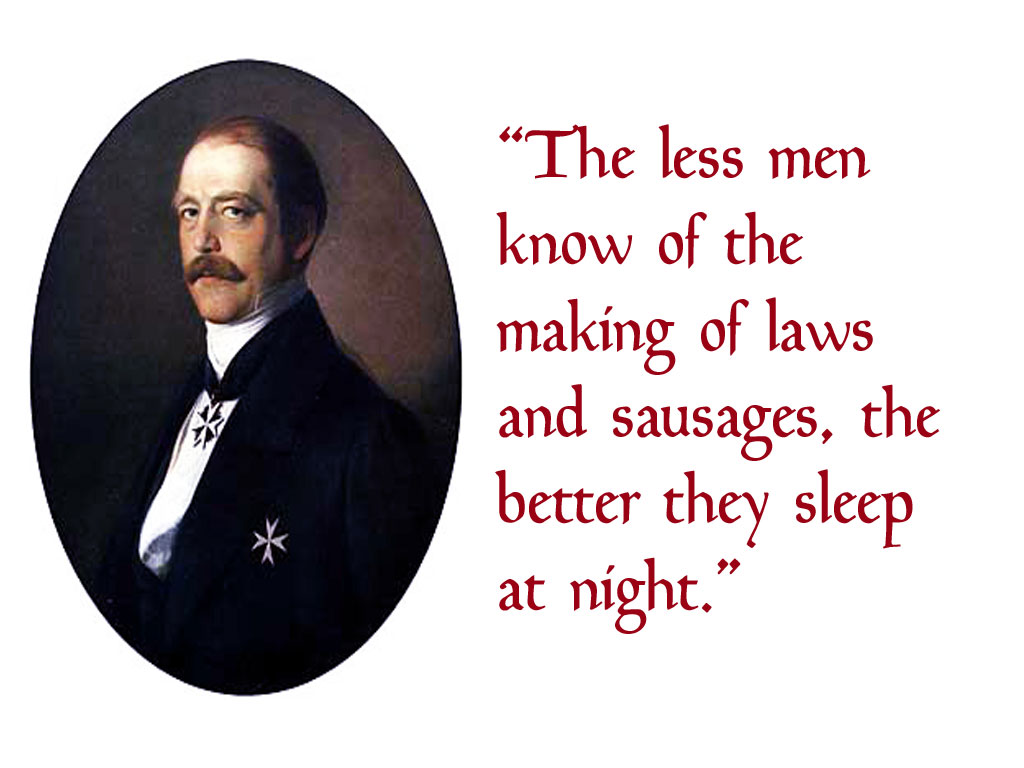 “The less men
know of the
making of laws
and sausages, the
better they sleep
at night.”